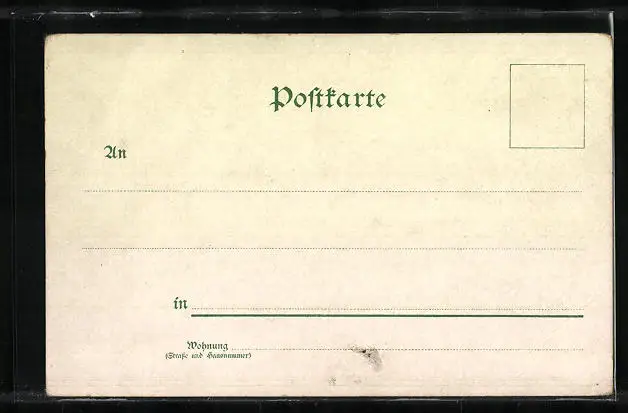 Postkarte
An
in
Wohnung
(Straße und Hausnummer)